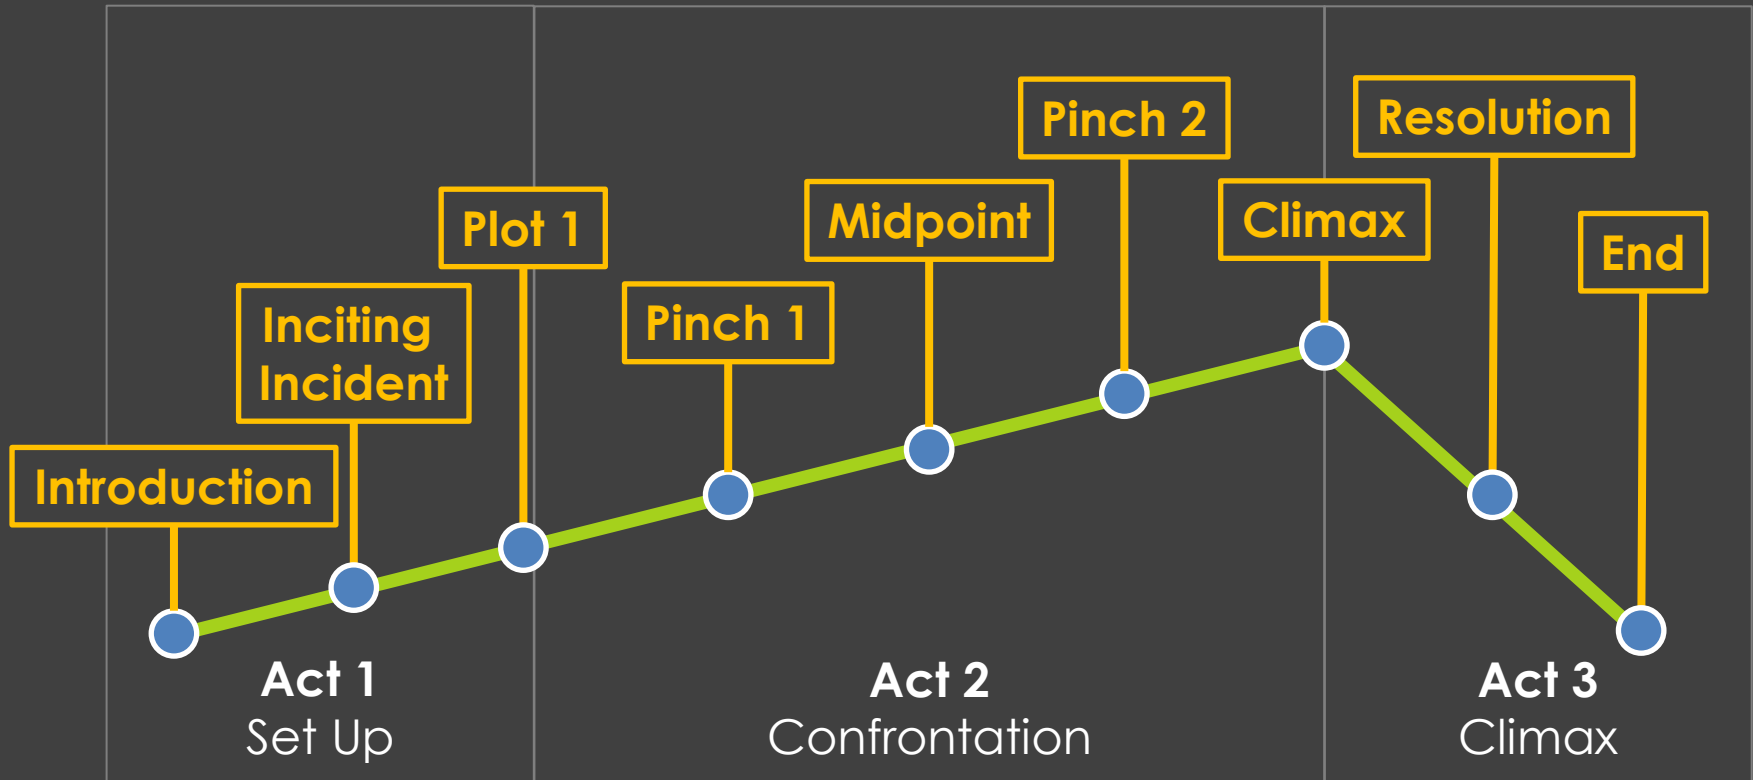 Introduction
Inciting
Incident
Plot 1
Pinch 1
Midpoint
Pinch 2
Climax
Resolution
End
Act 1
Set Up
Act 2
Confrontation
Act 3
Climax